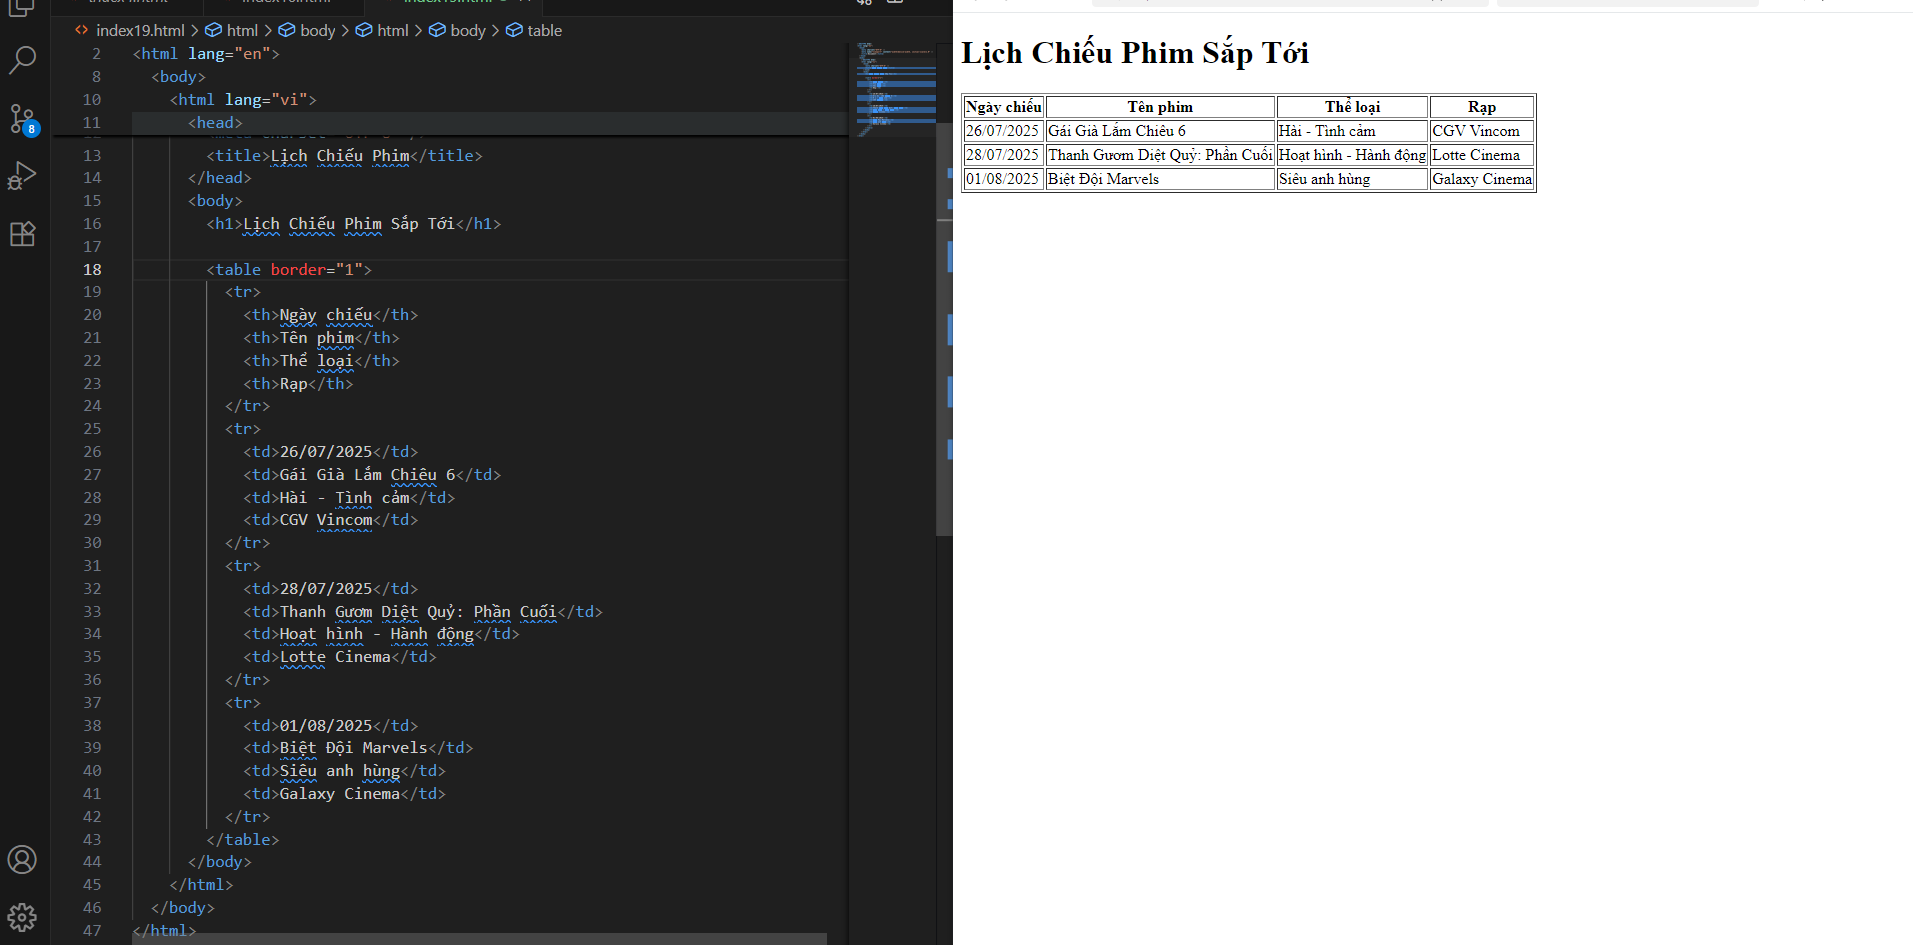 index19.html > html > body > html > body > table
2 <html lang="en">
8 <body>
10 <html lang="vi">
11 <head>
13 <title>Lịch Chiếu Phim</title>
14 </head>
15 <body>
16 <h1>Lịch Chiếu Phim Sắp Tới</h1>
17
18 <table border="1">
19 <tr>
20 <th>Ngày chiếu</th>
21 <th>Tên phim</th>
22 <th>Thể loại</th>
23 <th>Rạp</th>
24 </tr>
25 <tr>
26 <td>26/07/2025</td>
27 <td>Gái Già Lắm Chiêu 6</td>
28 <td>Hài - Tình cảm</td>
29 <td>CGV Vincom</td>
30 </tr>
31 <tr>
32 <td>28/07/2025</td>
33 <td>Thanh Gươm Diệt Quỷ: Phần Cuối</td>
34 <td>Hoạt hình - Hành động</td>
35 <td>Lotte Cinema</td>
36 </tr>
37 <tr>
38 <td>01/08/2025</td>
39 <td>Biệt Đội Marvels</td>
40 <td>Siêu anh hùng</td>
41 <td>Galaxy Cinema</td>
42 </tr>
43 </table>
44 </body>
45 </html>
46 </body>
47 </html>
8
Lịch Chiếu Phim Sắp Tới
Ngày chiếu Tên phim Thể loại Rạp
26/07/2025 Gái Già Lắm Chiêu 6 Hài - Tình cảm CGV Vincom
28/07/2025 Thanh Gươm Diệt Quỷ: Phần Cuối Hoạt hình - Hành động Lotte Cinema
01/08/2025 Biệt Đội Marvels Siêu anh hùng Galaxy Cinema